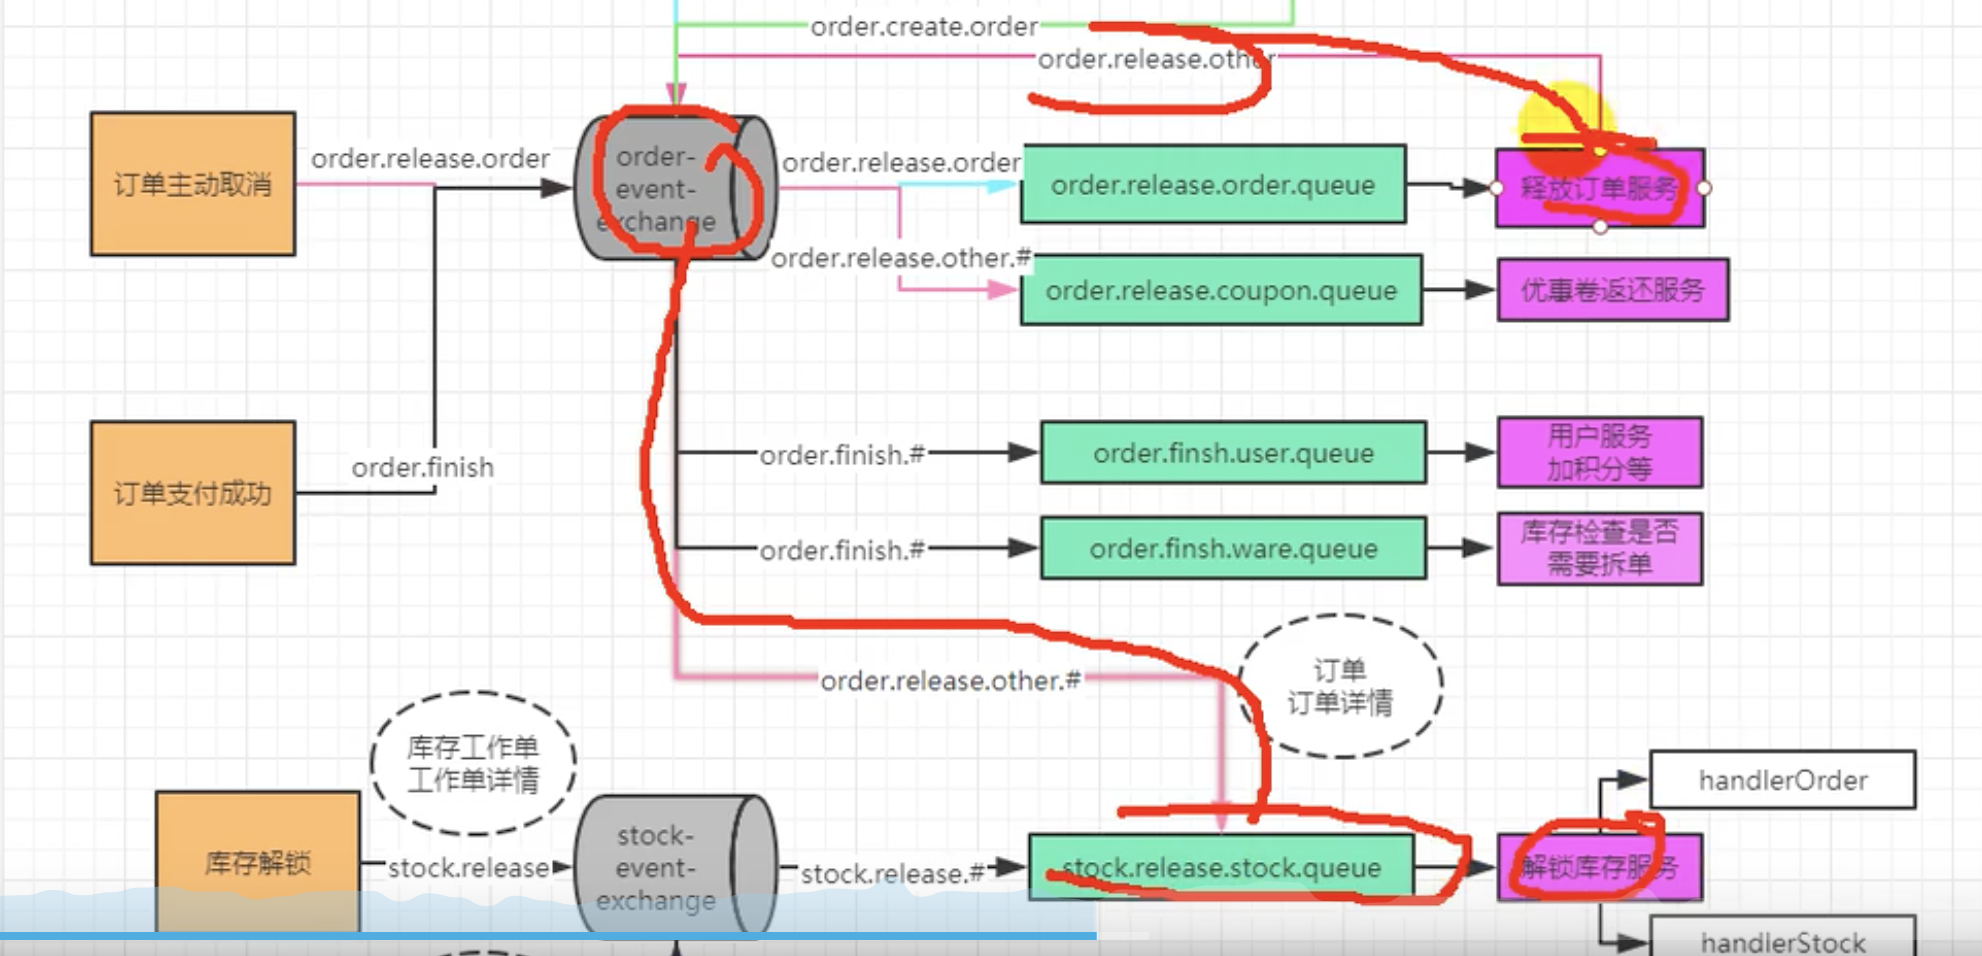 order.create.order
order.release.other
订单主动取消
order.release.order
order-
event-
exchange
order.release.order
order.release.order.queue
释放订单服务
order.release.other.#
order.release.coupon.queue
优惠卷返还服务
订单支付成功
order.finish
order.finish.#
order.finsh.user.queue
用户服务
加积分等
order.finish.#
order.finsh.ware.queue
库存检查是否
需要拆单
order.release.other.#
订单
订单详情
库存工作单
工作单详情
库存解锁
stock.release
stock-
event-
exchange
stock.release.#
stock.release.stock.queue
解锁库存服务
handlerOrder
handlerStock